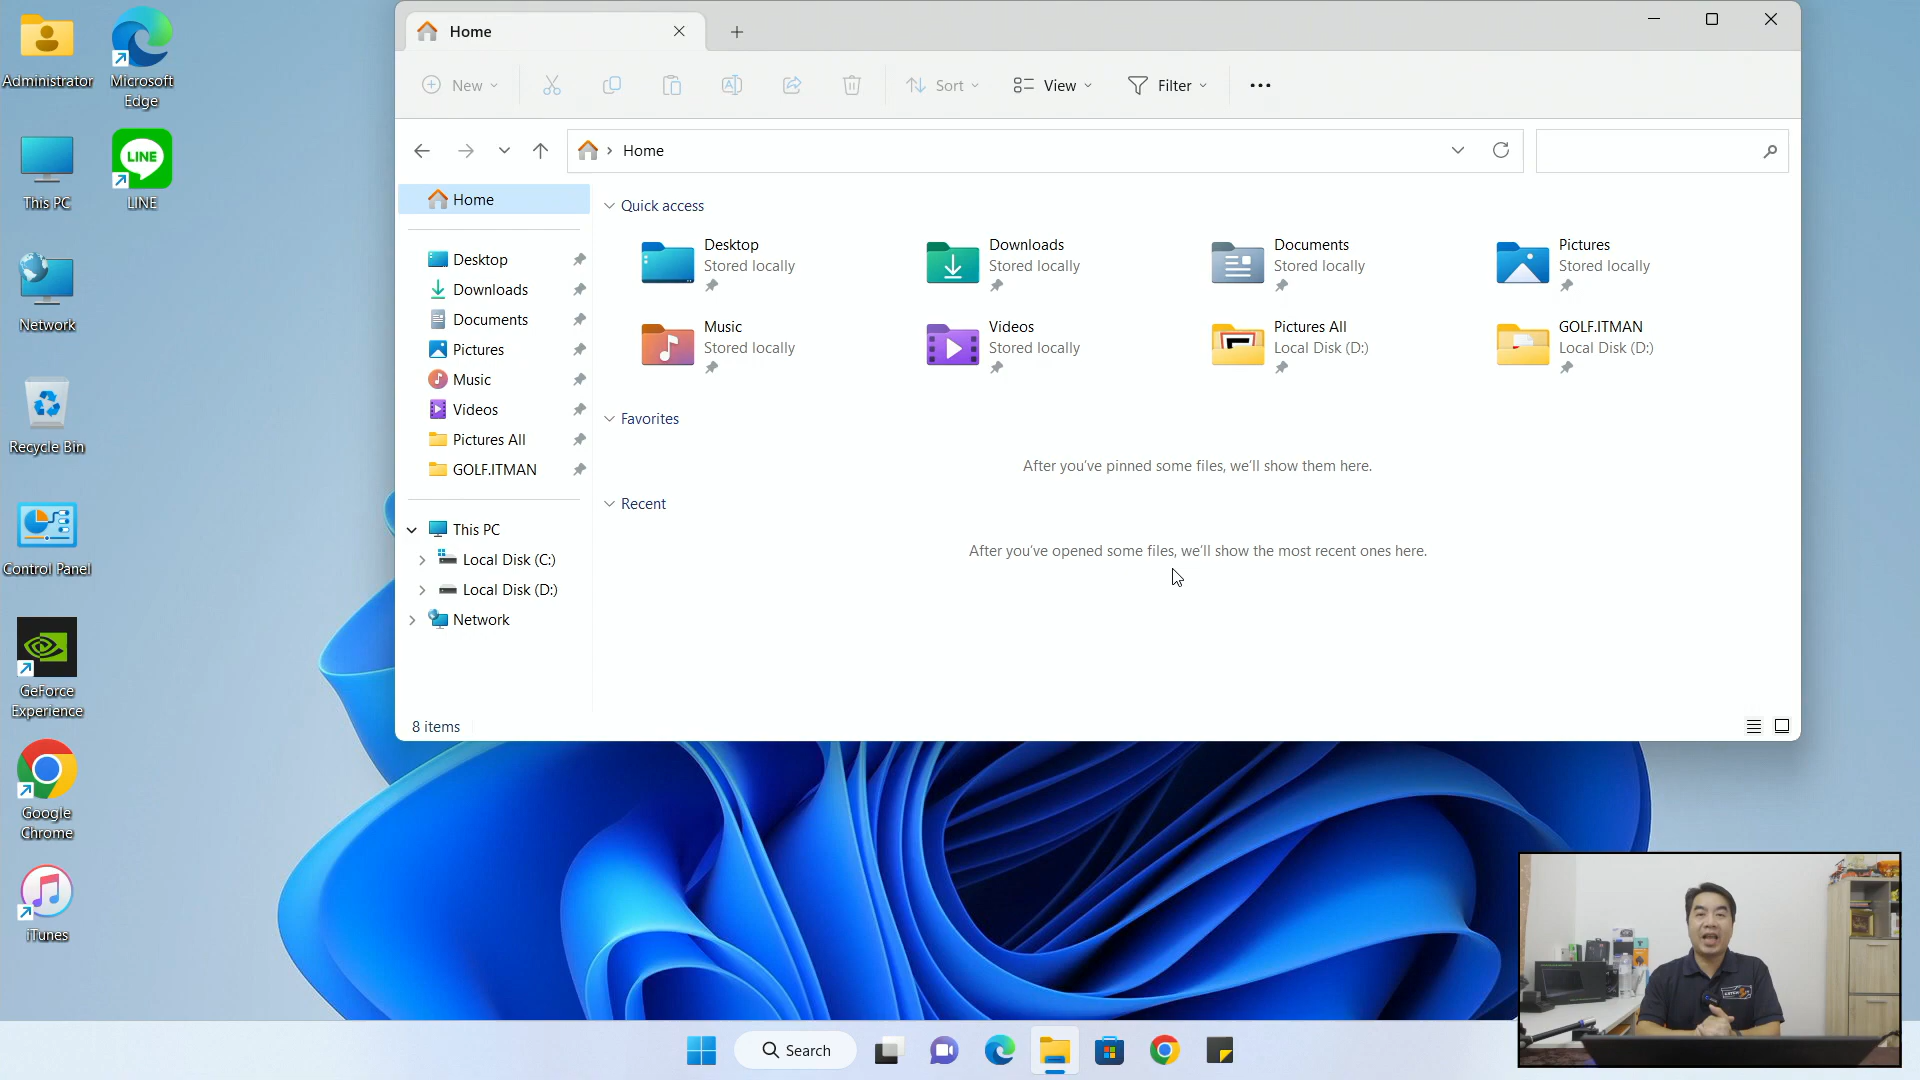 Administrator
Microsoft
Edge
This PC
LINE
LINE
Network
Recycle Bin
Control Panel
GeForce
Experience
Google
Chrome
iTunes
Home
New
Sort
View
Filter
Home
Home
Desktop
Downloads
Documents
Pictures
Music
Videos
Pictures All
GOLF.ITMAN
This PC
Local Disk (C:)
Local Disk (D:)
Network
Quick access
Desktop
Stored locally
Downloads
Stored locally
Documents
Stored locally
Pictures
Stored locally
Music
Stored locally
Videos
Stored locally
Pictures All
Local Disk (D:)
GOLF.ITMAN
Local Disk (D:)
Favorites
After you've pinned some files, we'll show them here.
Recent
After you've opened some files, we'll show the most recent ones here.
8 items
Search